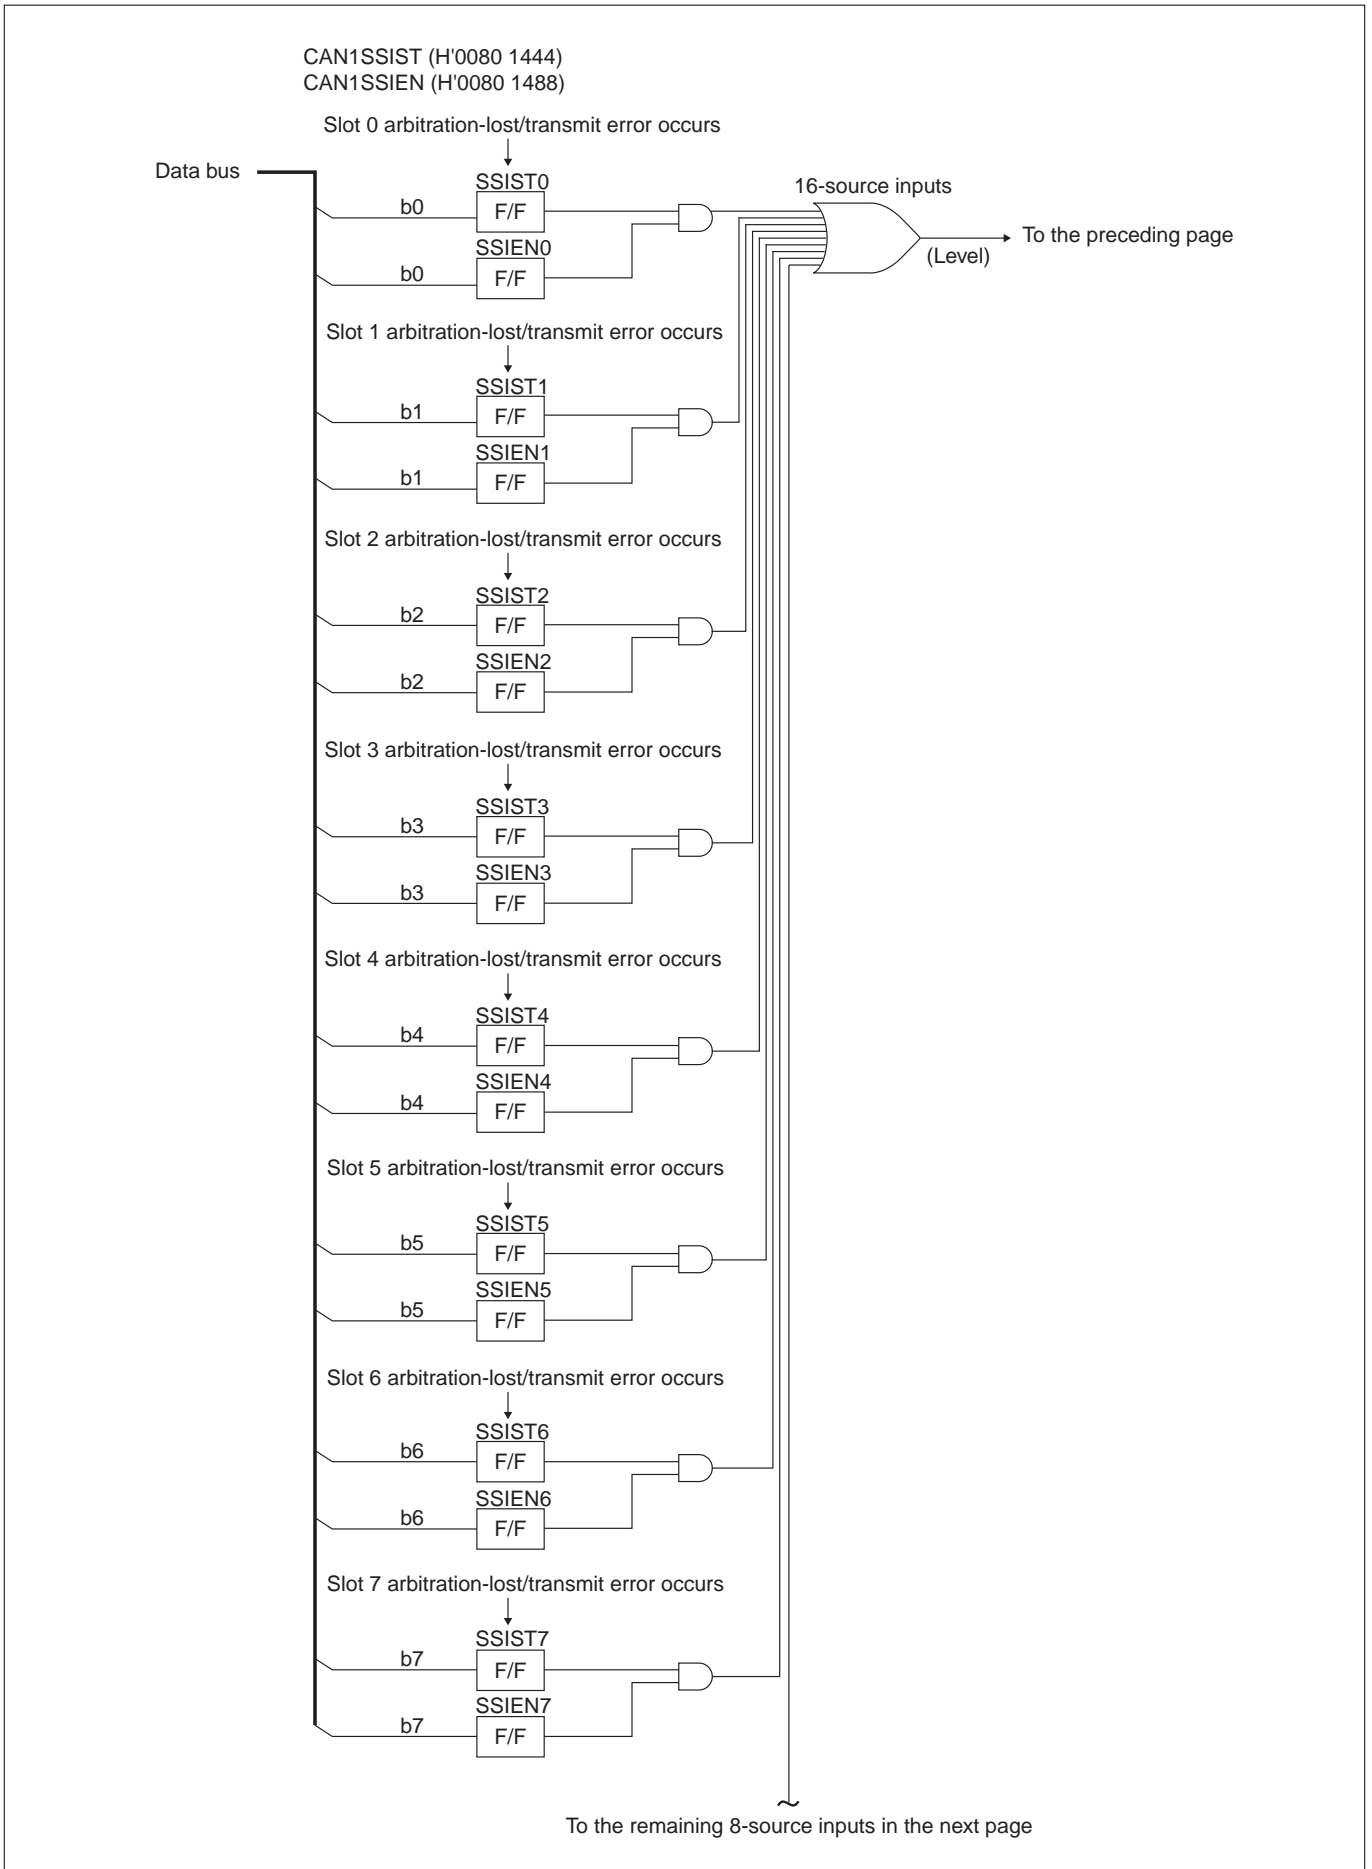 CAN1SSIST (H'0080 1444)
CAN1SSIEN (H'0080 1488)
Slot 0 arbitration-lost/transmit error occurs
Data bus
SSIST0
16-source inputs
b0
F/F
To the preceding page
SSIEN0
(Level)
b0
F/F
Slot 1 arbitration-lost/transmit error occurs
SSIST1
b1
F/F
SSIEN1
b1
F/F
Slot 2 arbitration-lost/transmit error occurs
SSIST2
b2
F/F
SSIEN2
b2
F/F
Slot 3 arbitration-lost/transmit error occurs
SSIST3
b3
F/F
SSIEN3
b3
F/F
Slot 4 arbitration-lost/transmit error occurs
SSIST4
b4
F/F
SSIEN4
b4
F/F
Slot 5 arbitration-lost/transmit error occurs
SSIST5
b5
F/F
SSIEN5
b5
F/F
Slot 6 arbitration-lost/transmit error occurs
SSIST6
b6
F/F
SSIEN6
b6
F/F
Slot 7 arbitration-lost/transmit error occurs
SSIST7
b7
F/F
SSIEN7
b7
F/F
To the remaining 8-source inputs in the next page